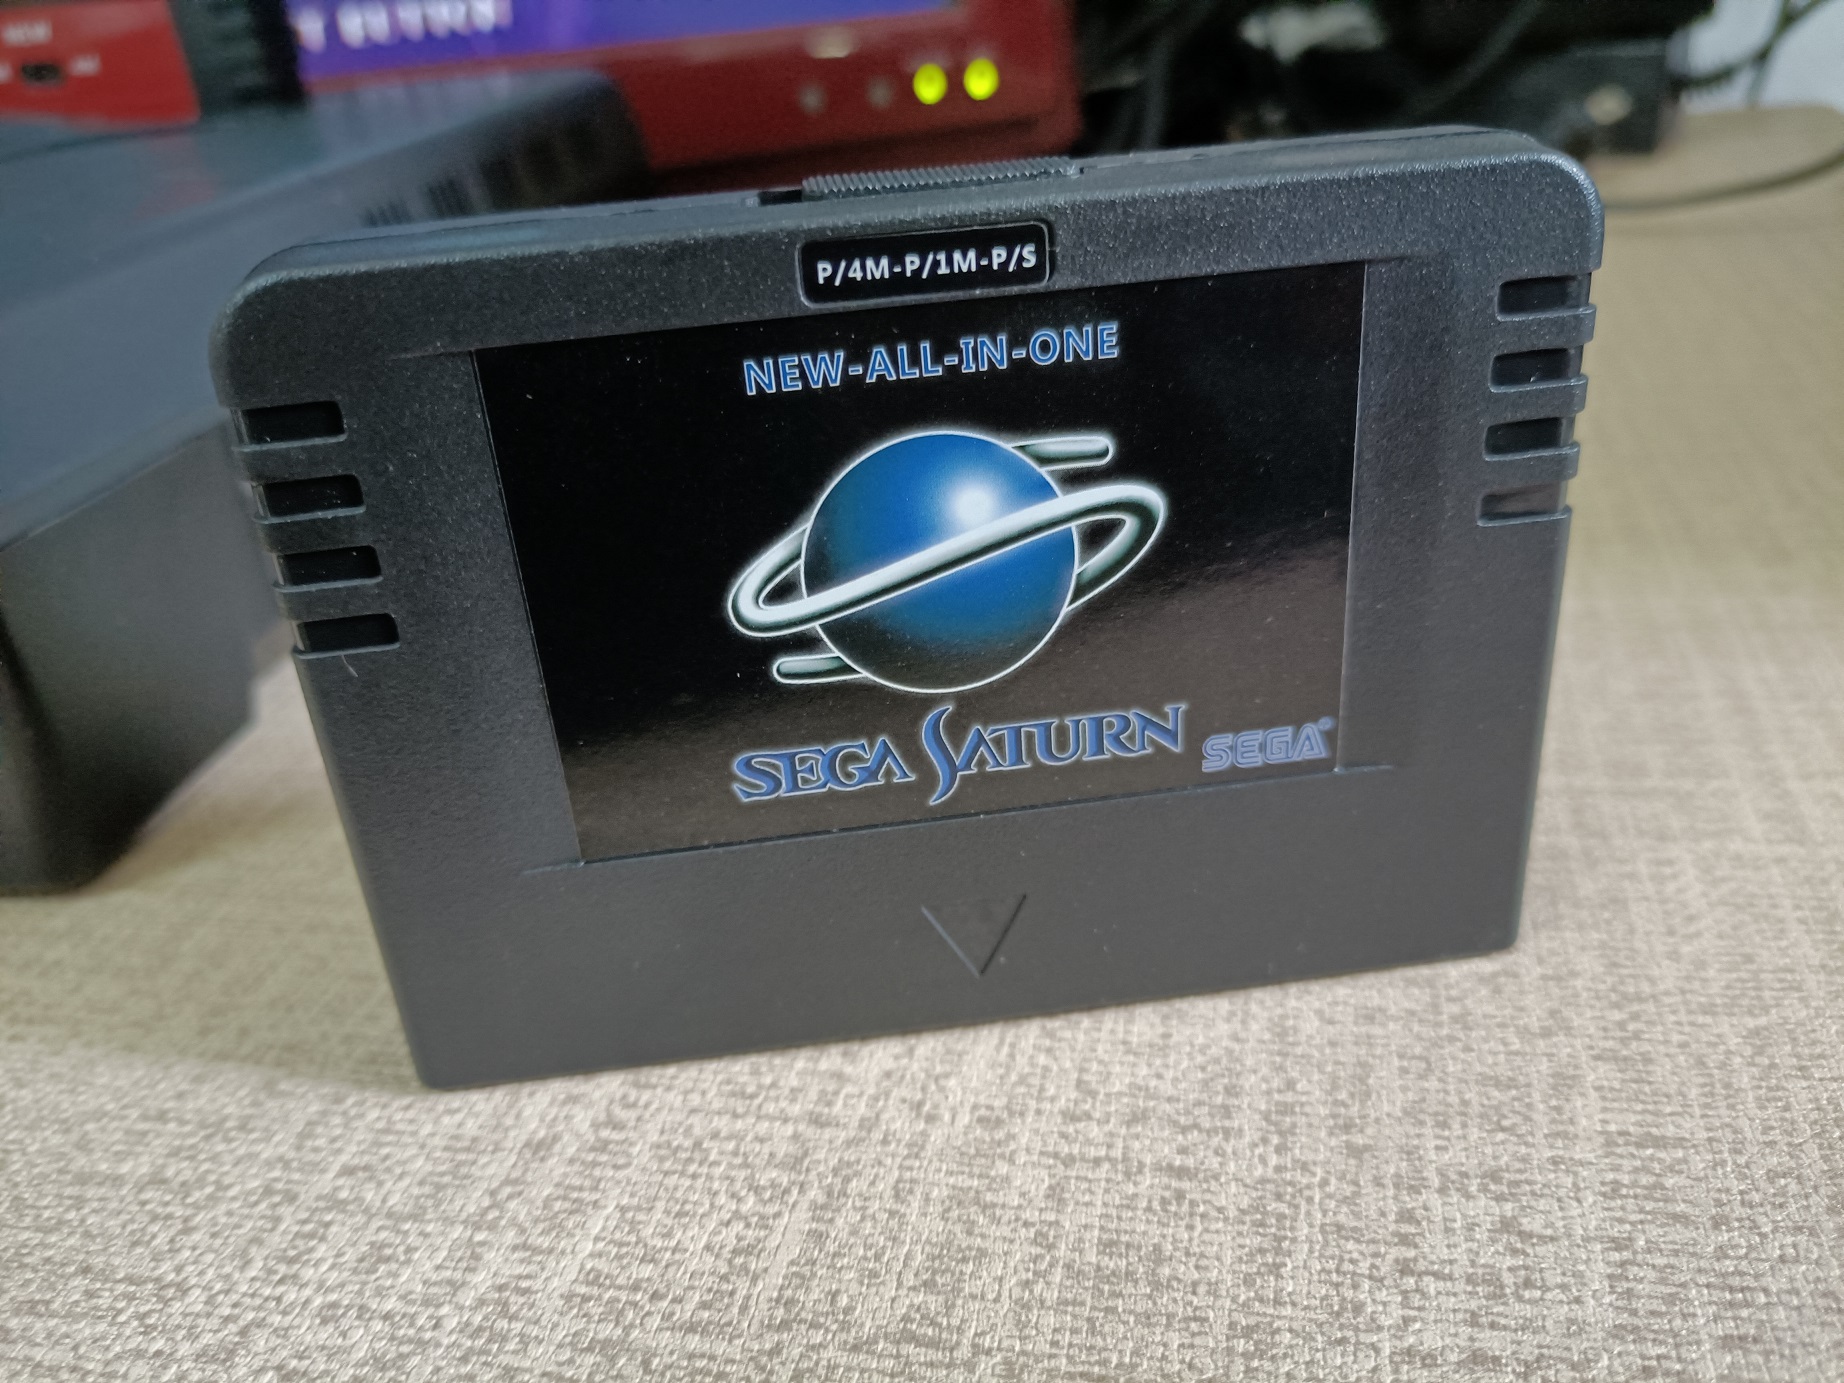 P/4M-P/1M-P/S
NEW-ALL-IN-ONE
SEGA SATURN
SEGA®